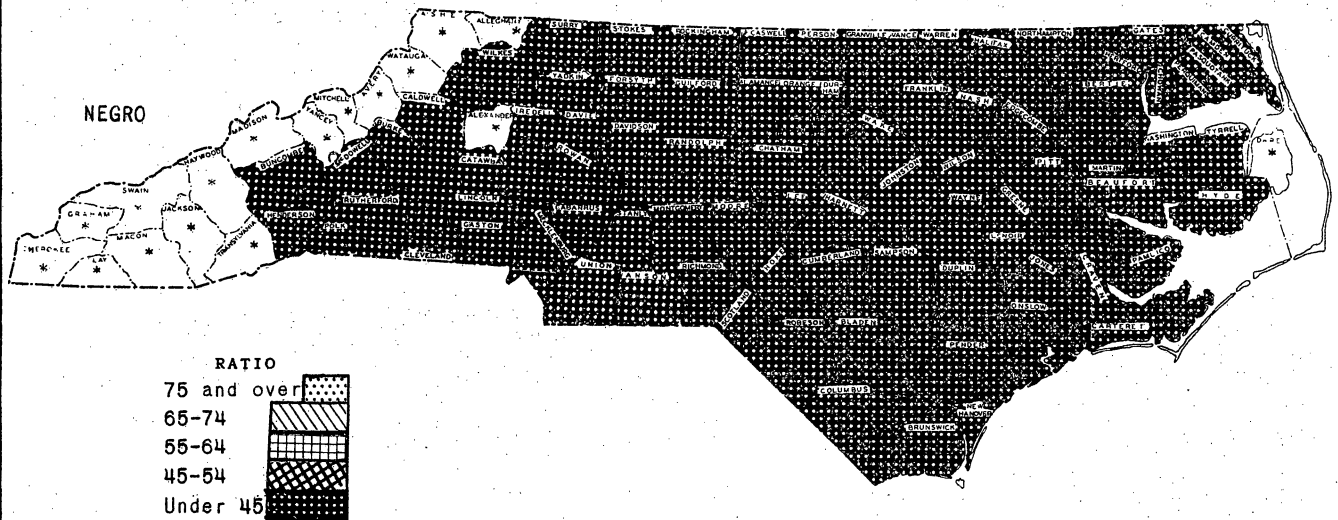 ASHE
ALLEGHANY
SURRY
STOKES
ROCKINGHAM
CASWELL
PERSON
GRANVILLE
VANCE
WARREN
HALIFAX
NORTHAMPTON
GATES
WATAUGA
WILKES
YADKIN
FORSYTH
GUILFORD
ALAMANCE
ORANGE
DUR
HAM
FRANKLIN
NASH
EDGECOMBE
BERTIE
NEGRO
MITCHELL
AVERY
CALDWELL
ALEXANDER
IREDELL
DAVIE
DAVIDSON
RANDOLPH
CHATHAM
WAKE
WASHINGTON
TYRRELL
DARE
MADISON
YANCEY
BURKE
MCDOWELL
CATAWBA
ROWAN
JOHNSTON
WILSON
PITT
MARTIN
BEAUFORT
HYDE
HAYWOOD
BUNCOMBE
SWAIN
GRAHAM
JACKSON
HENDERSON
RUTHERFORD
LINCOLN
CABARRUS
STANLY
MONTGOMERY
MOORE
LEE
HARNETT
WAYNE
GREENE
CHEROKEE
CLAY
MACON
TRANSYLVANIA
POLK
CLEVELAND
GASTON
MECKLENBURG
UNION
ANSON
RICHMOND
HOKE
CUMBERLAND
SAMPSON
DUPLIN
LENOIR
JONES
CRAVEN
PAMLICO
SCOTLAND
ROBESON
BLADEN
PENDER
ONSLOW
CARTERET
COLUMBUS
BRUNSWICK
NEW
HANOVER
RATIO
75 and over
65-74
55-64
45-54
Under 45